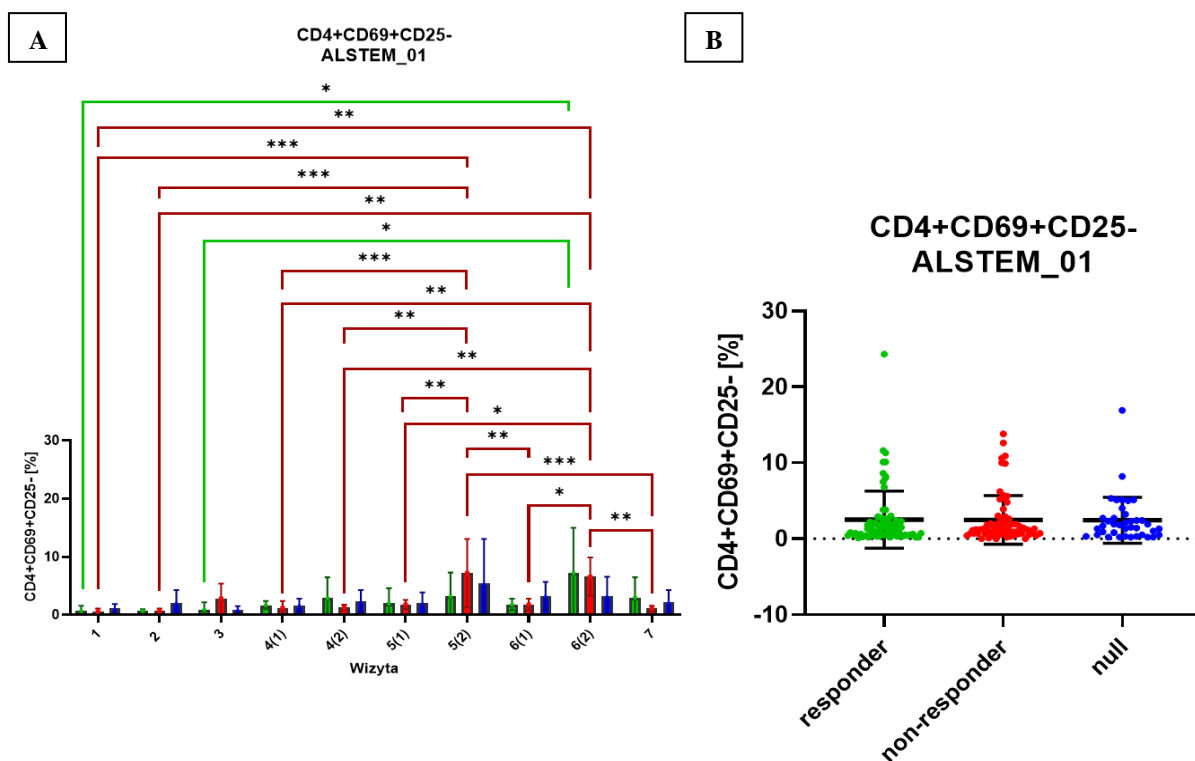 A
CD4+CD69+CD25-
ALSTEM_01
*
**
***
***
**
*
***
**
**
**
**
*
**
***
*
**
CD4+CD69+CD25- [%]
30
20
10
0
1
2
3
4(1)
4(2)
5(1)
5(2)
6(1)
6(2)
7
Wizyta
B
CD4+CD69+CD25-
ALSTEM_01
CD4+CD69+CD25- [%]
30
20
10
0
-10
responder
non-responder
null